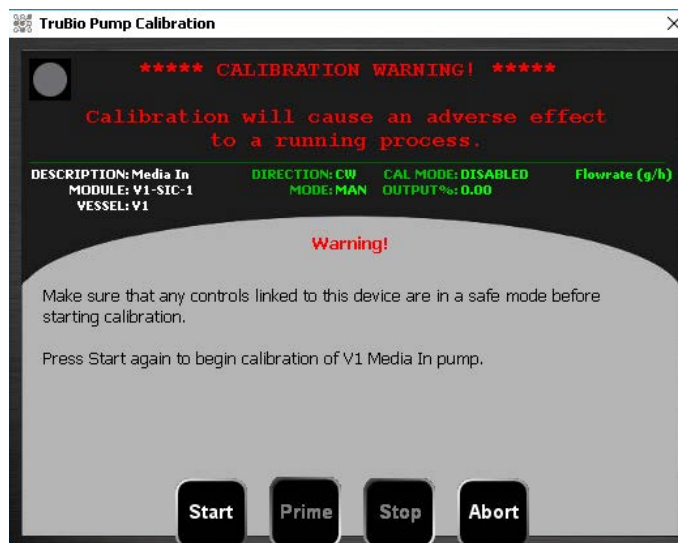 TruBio Pump Calibration
***** CALIBRATION WARNING! *****
Calibration will cause an adverse effect
to a running process.
DESCRIPTION: Media In DIRECTION: CW CAL MODE: DISABLED Flowrate (g/h)
MODULE: V1-SIC-1 MODE: MAN OUTPUT%: 0.00
VESSEL: V1
Warning!
Make sure that any controls linked to this device are in a safe mode before
starting calibration.
Press Start again to begin calibration of V1 Media In pump.
Start Prime Stop Abort